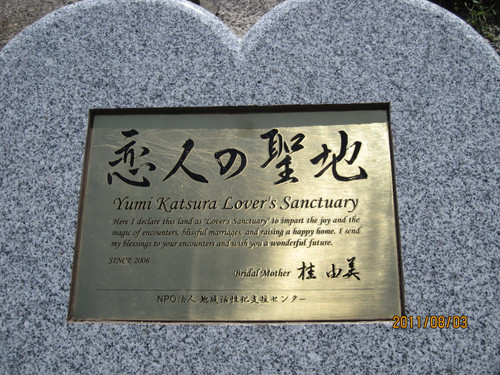 恋人の聖地
Yumi Katsura Lover's Sanctuary
Here I declare this land as "Lover's Sanctuary" to impart the joy and the
magic of encounters, blissful marriages, and raising a happy home. I send
my blessings to your encounters and wish you a wonderful future.
SINCE 2006
Bridal Mother 桂 由美
NPO法人 地域活性化支援センター
2011/08/03